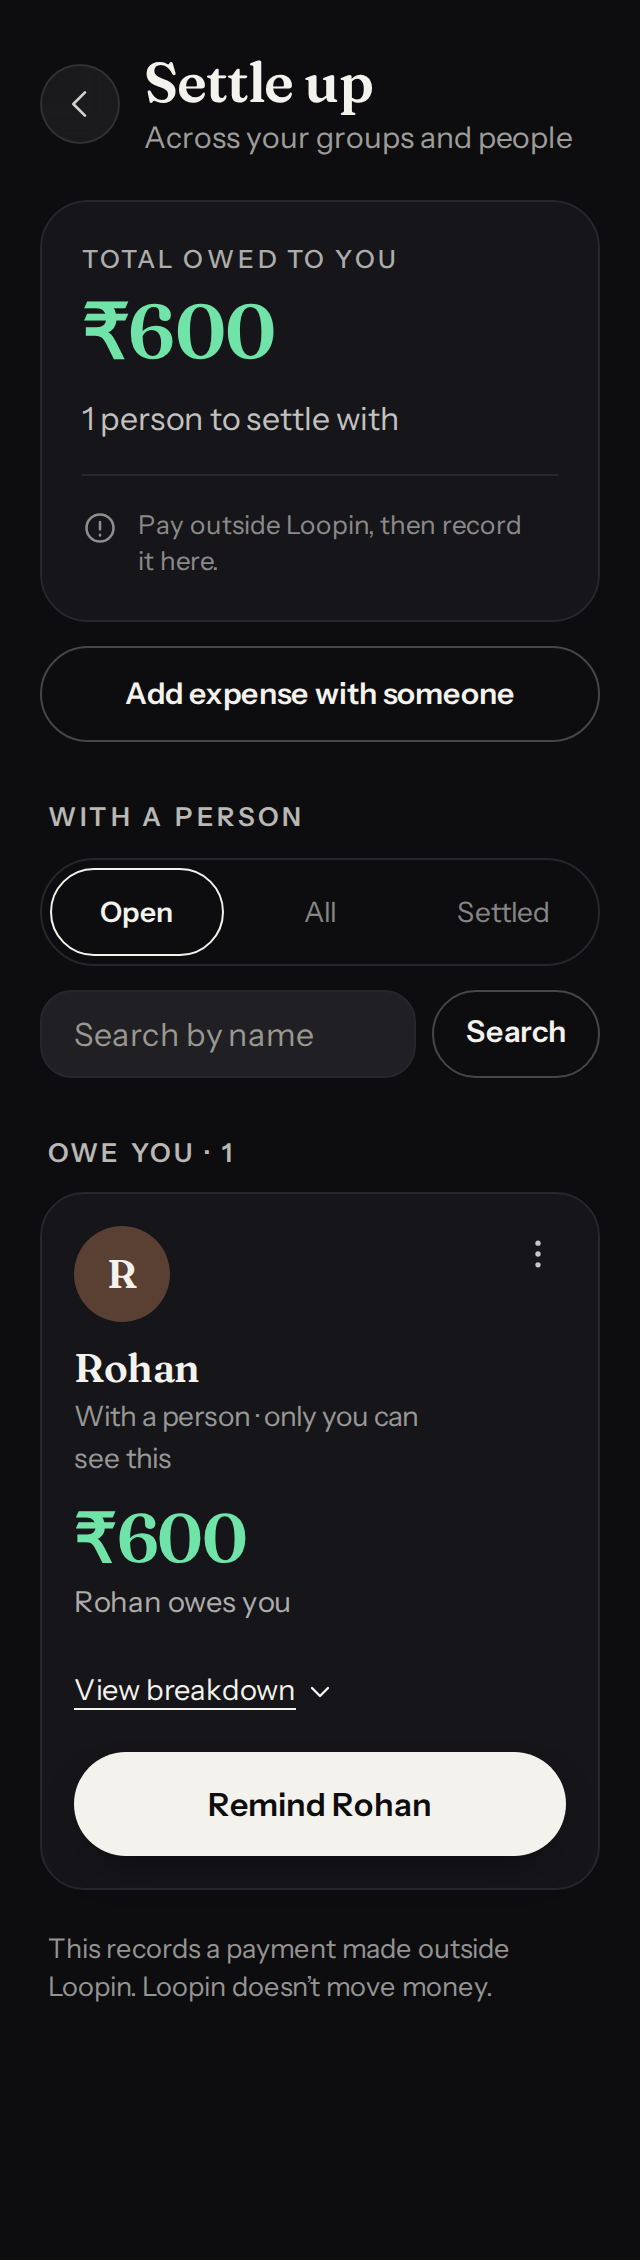 Settle up
Across your groups and people
TOTAL OWED TO YOU
₹600
1 person to settle with
Pay outside Loopin, then record
it here.
Add expense with someone
WITH A PERSON
Open
All
Settled
Search by name
Search
OWE YOU · 1
R
Rohan
With a person · only you can
see this
₹600
Rohan owes you
View breakdown
Remind Rohan
This records a payment made outside
Loopin. Loopin doesn’t move money.